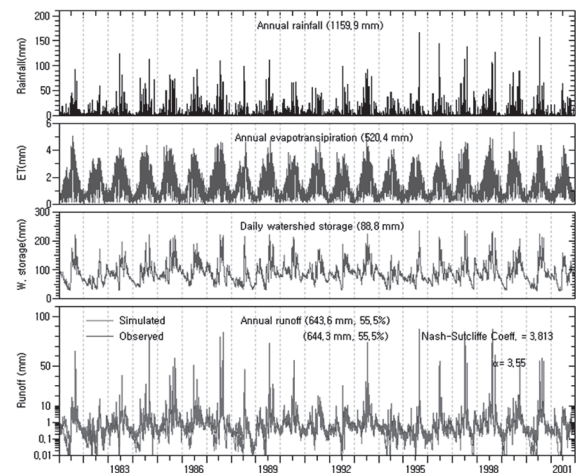 200
150
100
50
0
Rainfall(mm)
Annual rainfall (1159,9 mm)
6
4
2
0
ET(mm)
Annual evapotranspiration (520,4 mm)
300
200
100
0
W, storage(mm)
Daily watershed storage (88,8 mm)
100
50
10
1
0,1
0,01
Runoff (mm)
Simulated
Observed
Annual runoff (643,6 mm, 55,5%)
(644,3 mm, 55,5%)
Nash-Sutcliffe Coeff, = 3,813
α= 3,55
1983 1986 1989 1992 1995 1998 2001